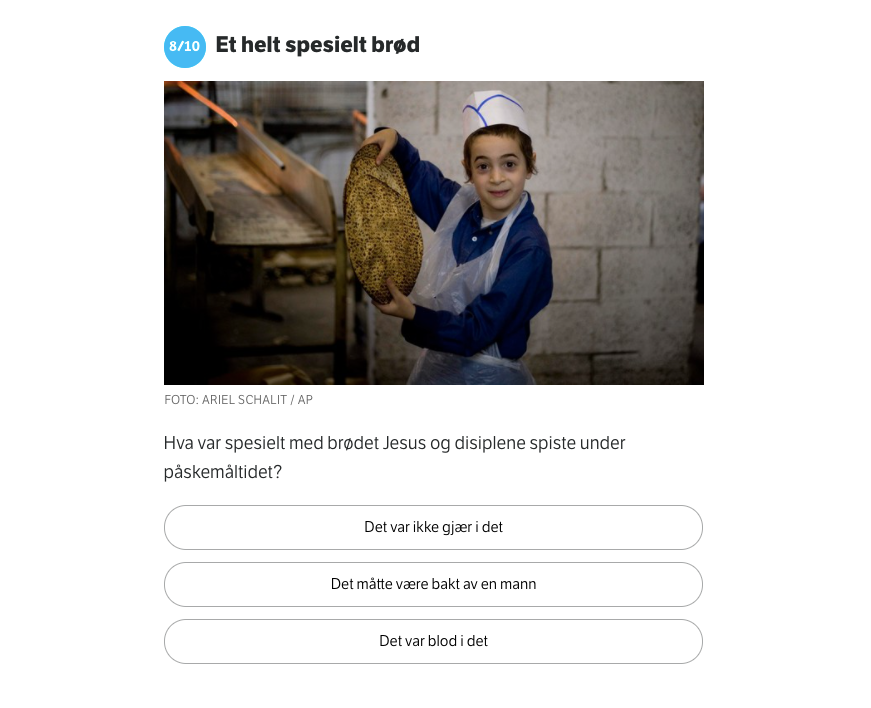 8/10
Et helt spesielt brød
FOTO: ARIEL SCHALIT / AP
Hva var spesielt med brødet Jesus og disiplene spiste under
påskemåltidet?
Det var ikke gjær i det
Det måtte være bakt av en mann
Det var blod i det